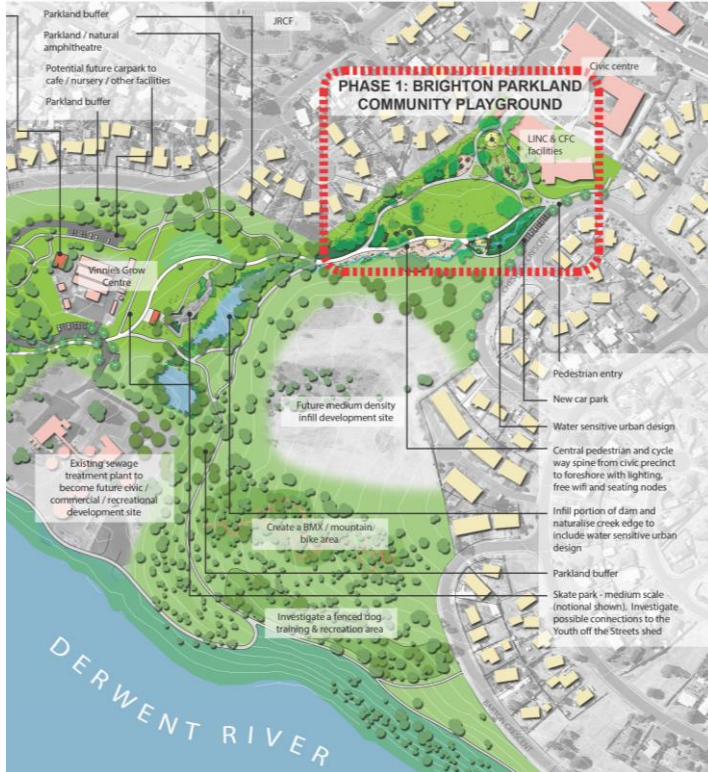 Parkland buffer
Parkland / natural
amphitheatre
Potential future carpark to
cafe / nursery / other facilities
Parkland buffer
JRCF
Civic centre
PHASE 1: BRIGHTON PARKLAND
COMMUNITY PLAYGROUND
LINC & CFC
facilities
Vinnie's Grow
Centre
Future medium density
infill development site
Existing sewage
treatment plant to
become future civic /
commercial / recreational
development site
Create a BMX / mountain
bike area
Investigate a fenced dog
training & recreation area
Pedestrian entry
New car park
Water sensitive urban design
Central pedestrian and cycle
way spine from civic precinct
to foreshore with lighting,
free wifi and seating nodes
Infill portion of dam and
naturalise creek edge to
include water sensitive urban
design
Parkland buffer
Skate park - medium scale
(notional shown). Investigate
possible connections to the
Youth off the Streets shed
DERWENT RIVER